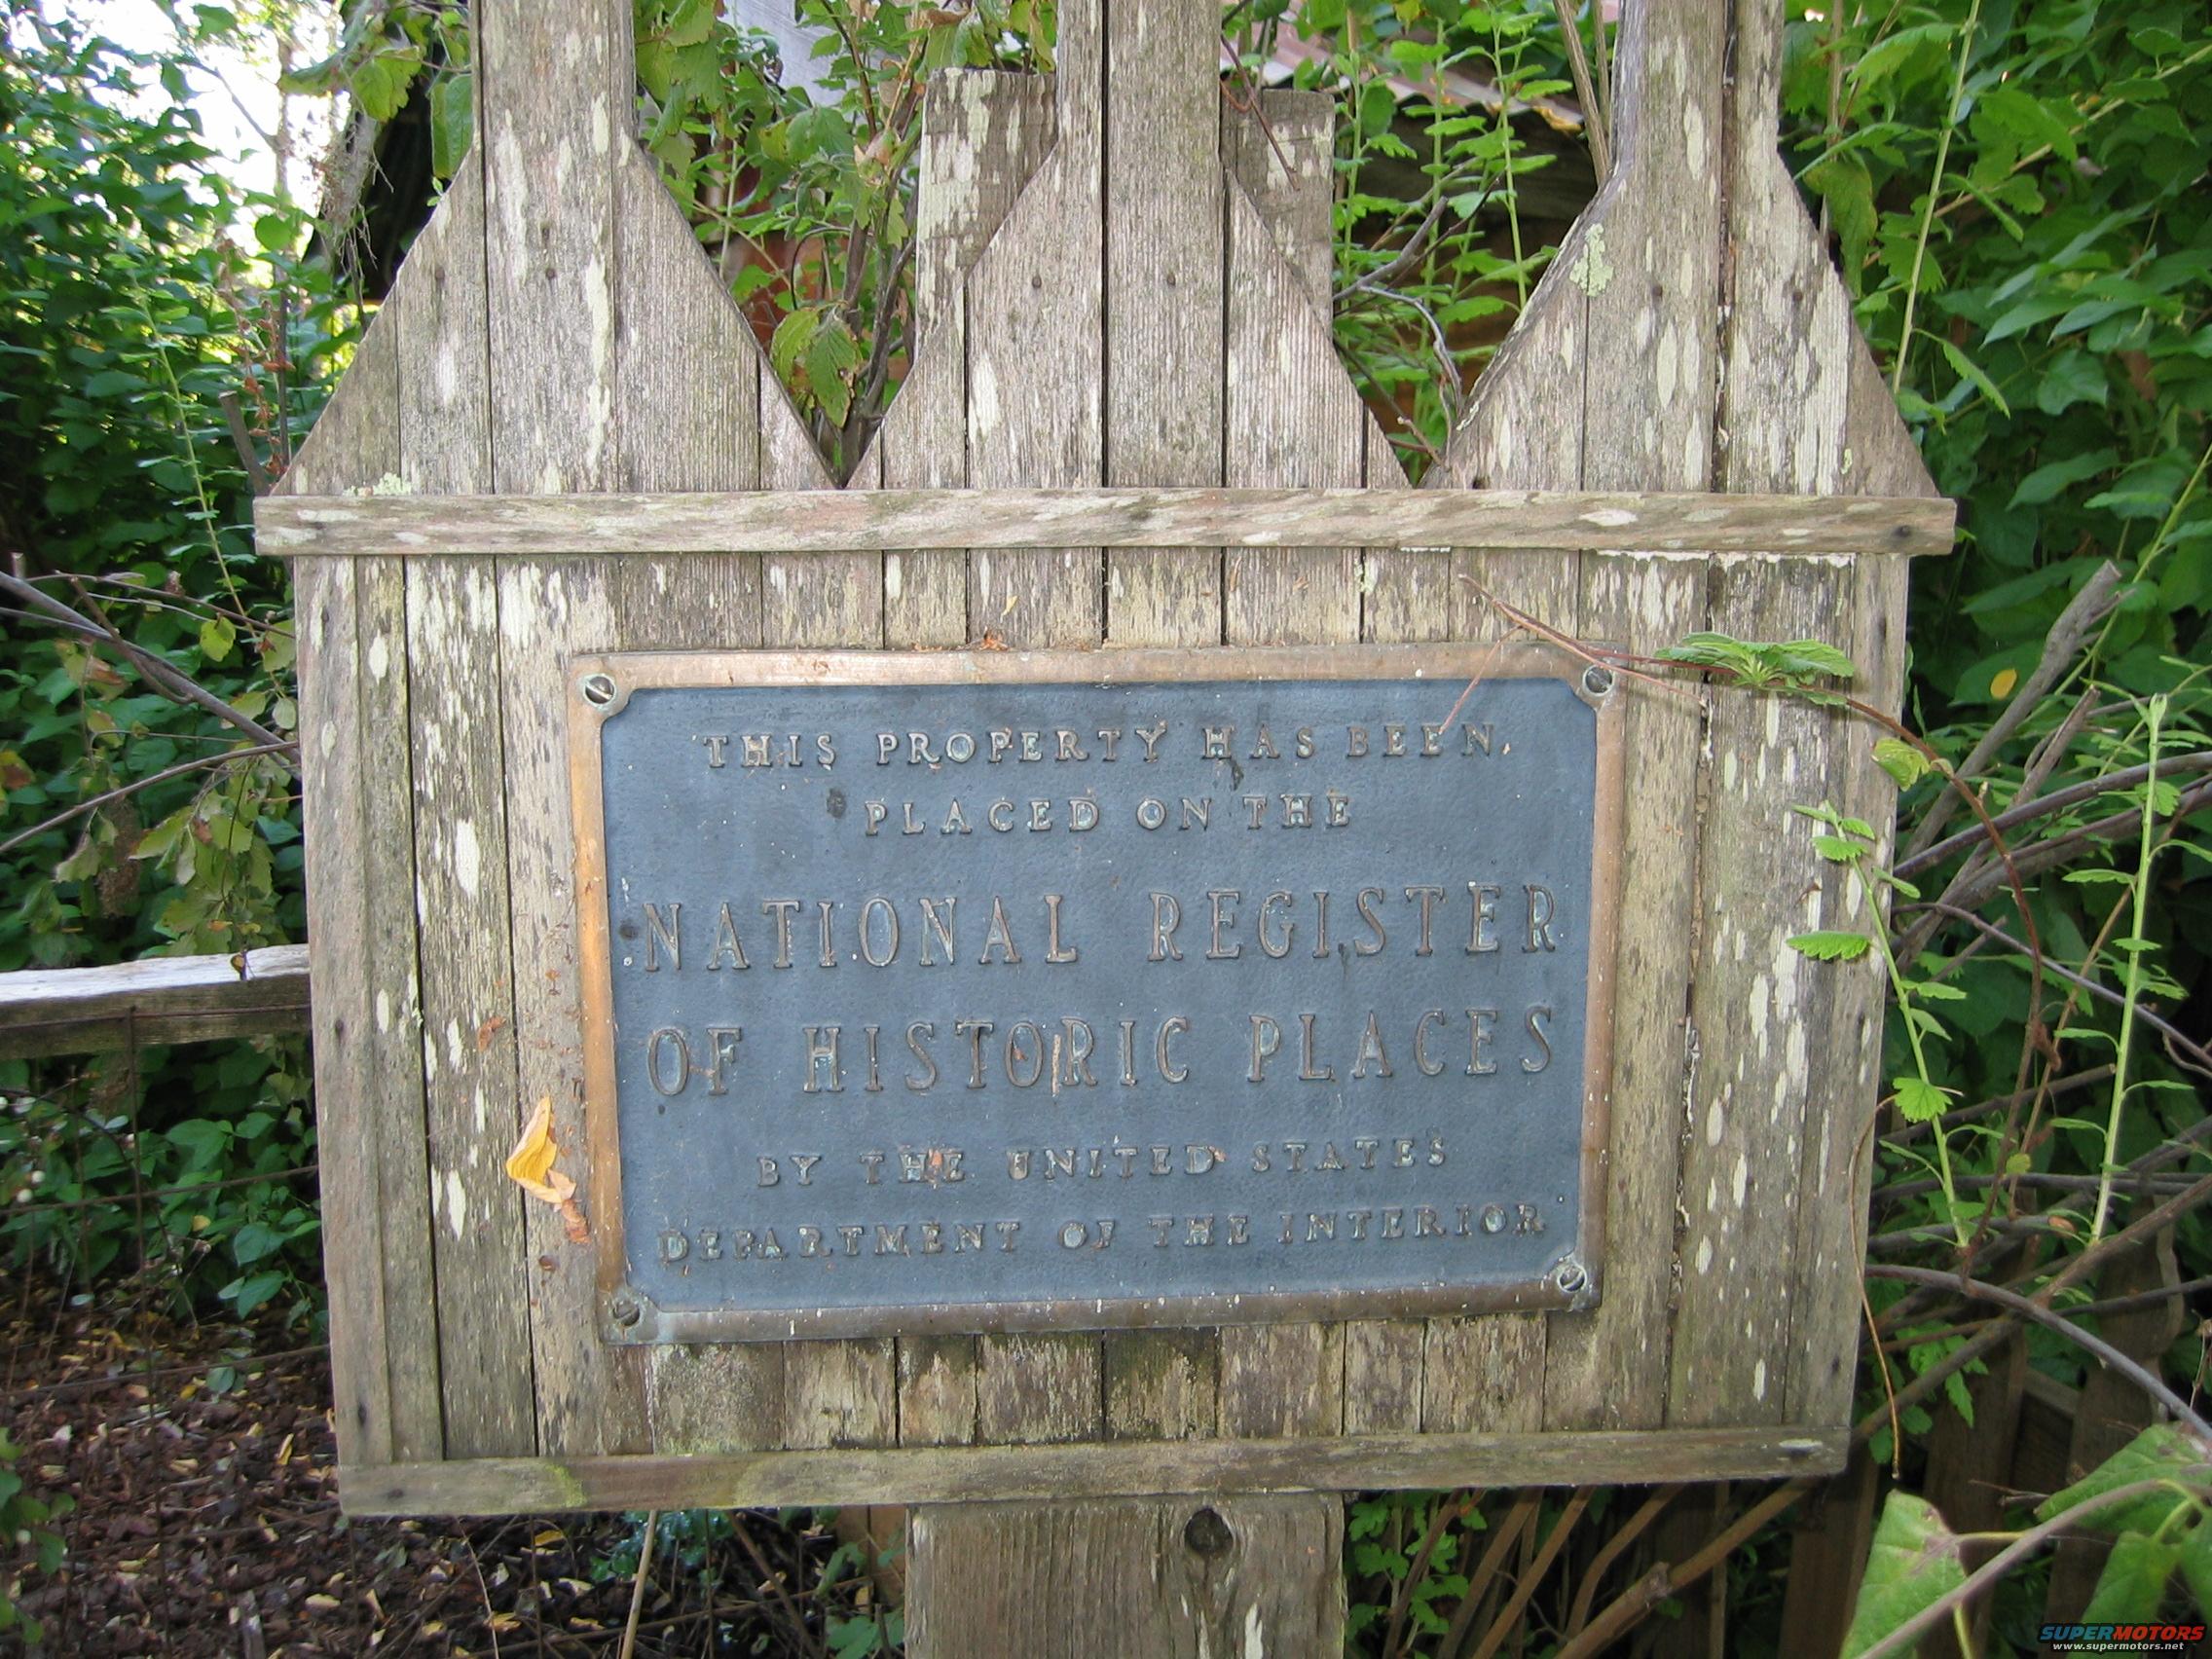 THIS PROPERTY HAS BEEN
PLACED ON THE
NATIONAL REGISTER
OF HISTORIC PLACES
BY THE UNITED STATES
DEPARTMENT OF THE INTERIOR
SUPERMOTORS
www.supermotors.net